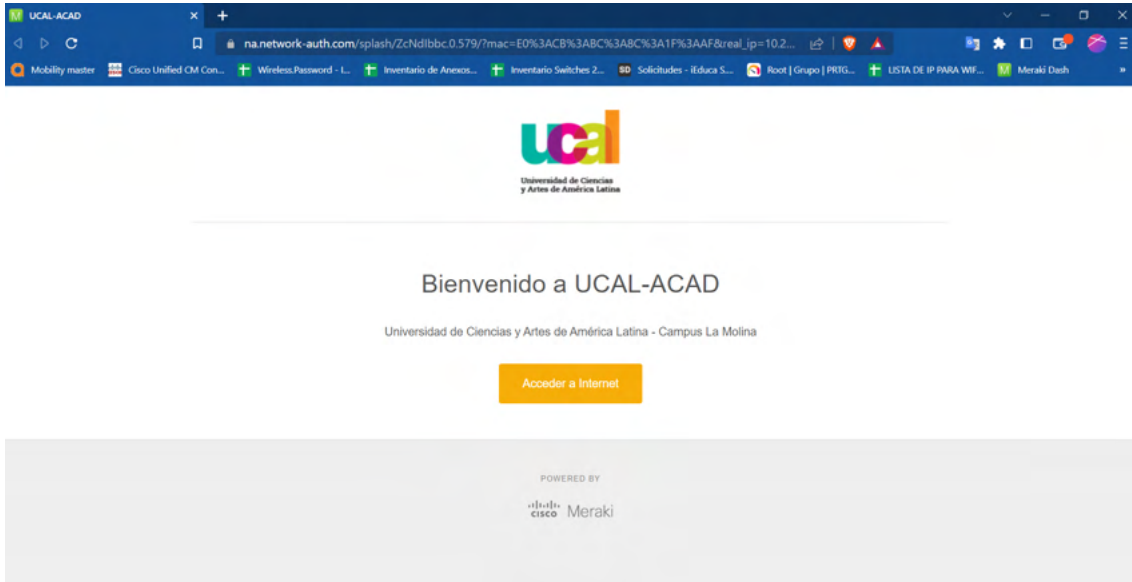 UCAL-ACAD
na.network-auth.com/splash/ZcNdIbbc.0.579/?mac=E0%3ACB%3ABC%3A8C%3A1F%3AAF&real_ip=10.2...
Mobility master Cisco Unified CM Con... Wireless.Password - I... Inventario de Anexos... Inventario Switches 2... SD Solicitudes - iEduca S... Root | Grupo | PRTG... LISTA DE IP PARA WIF... Meraki Dash »
ucal
Universidad de Ciencias
y Artes de América Latina
Bienvenido a UCAL-ACAD
Universidad de Ciencias y Artes de América Latina - Campus La Molina
Acceder a Internet
POWERED BY
cisco Meraki